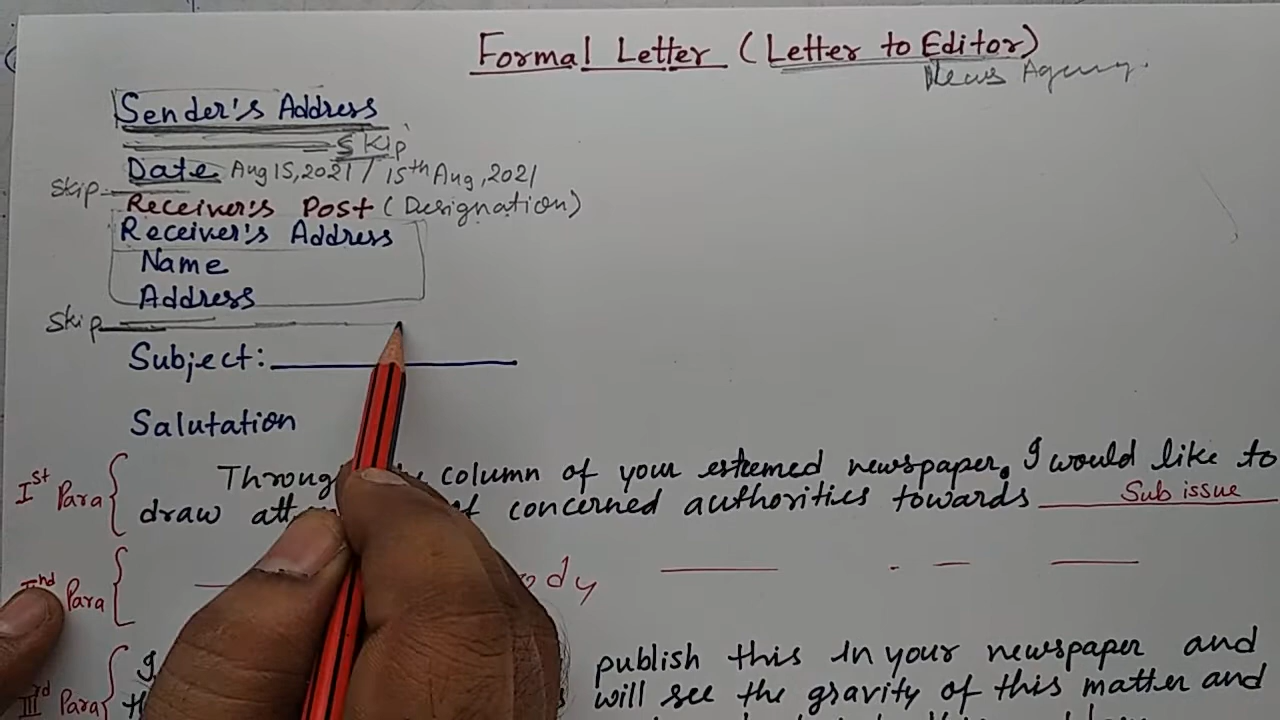 Formal Letter (Letter to Editor)
News Agency.
Sender's Address
Skip
Date Aug 15, 2021 / 15th Aug, 2021
Skip
Receiver's Post (Designation)
Receiver's Address
Name
Address
Skip
Subject:
Salutation
Ist Para
Through column of your esteemed newspaper, I would like to
draw of concerned authorities towards Sub issue
IInd Para
IIIrd Para
I publish this in your newspaper and
will see the gravity of this matter and